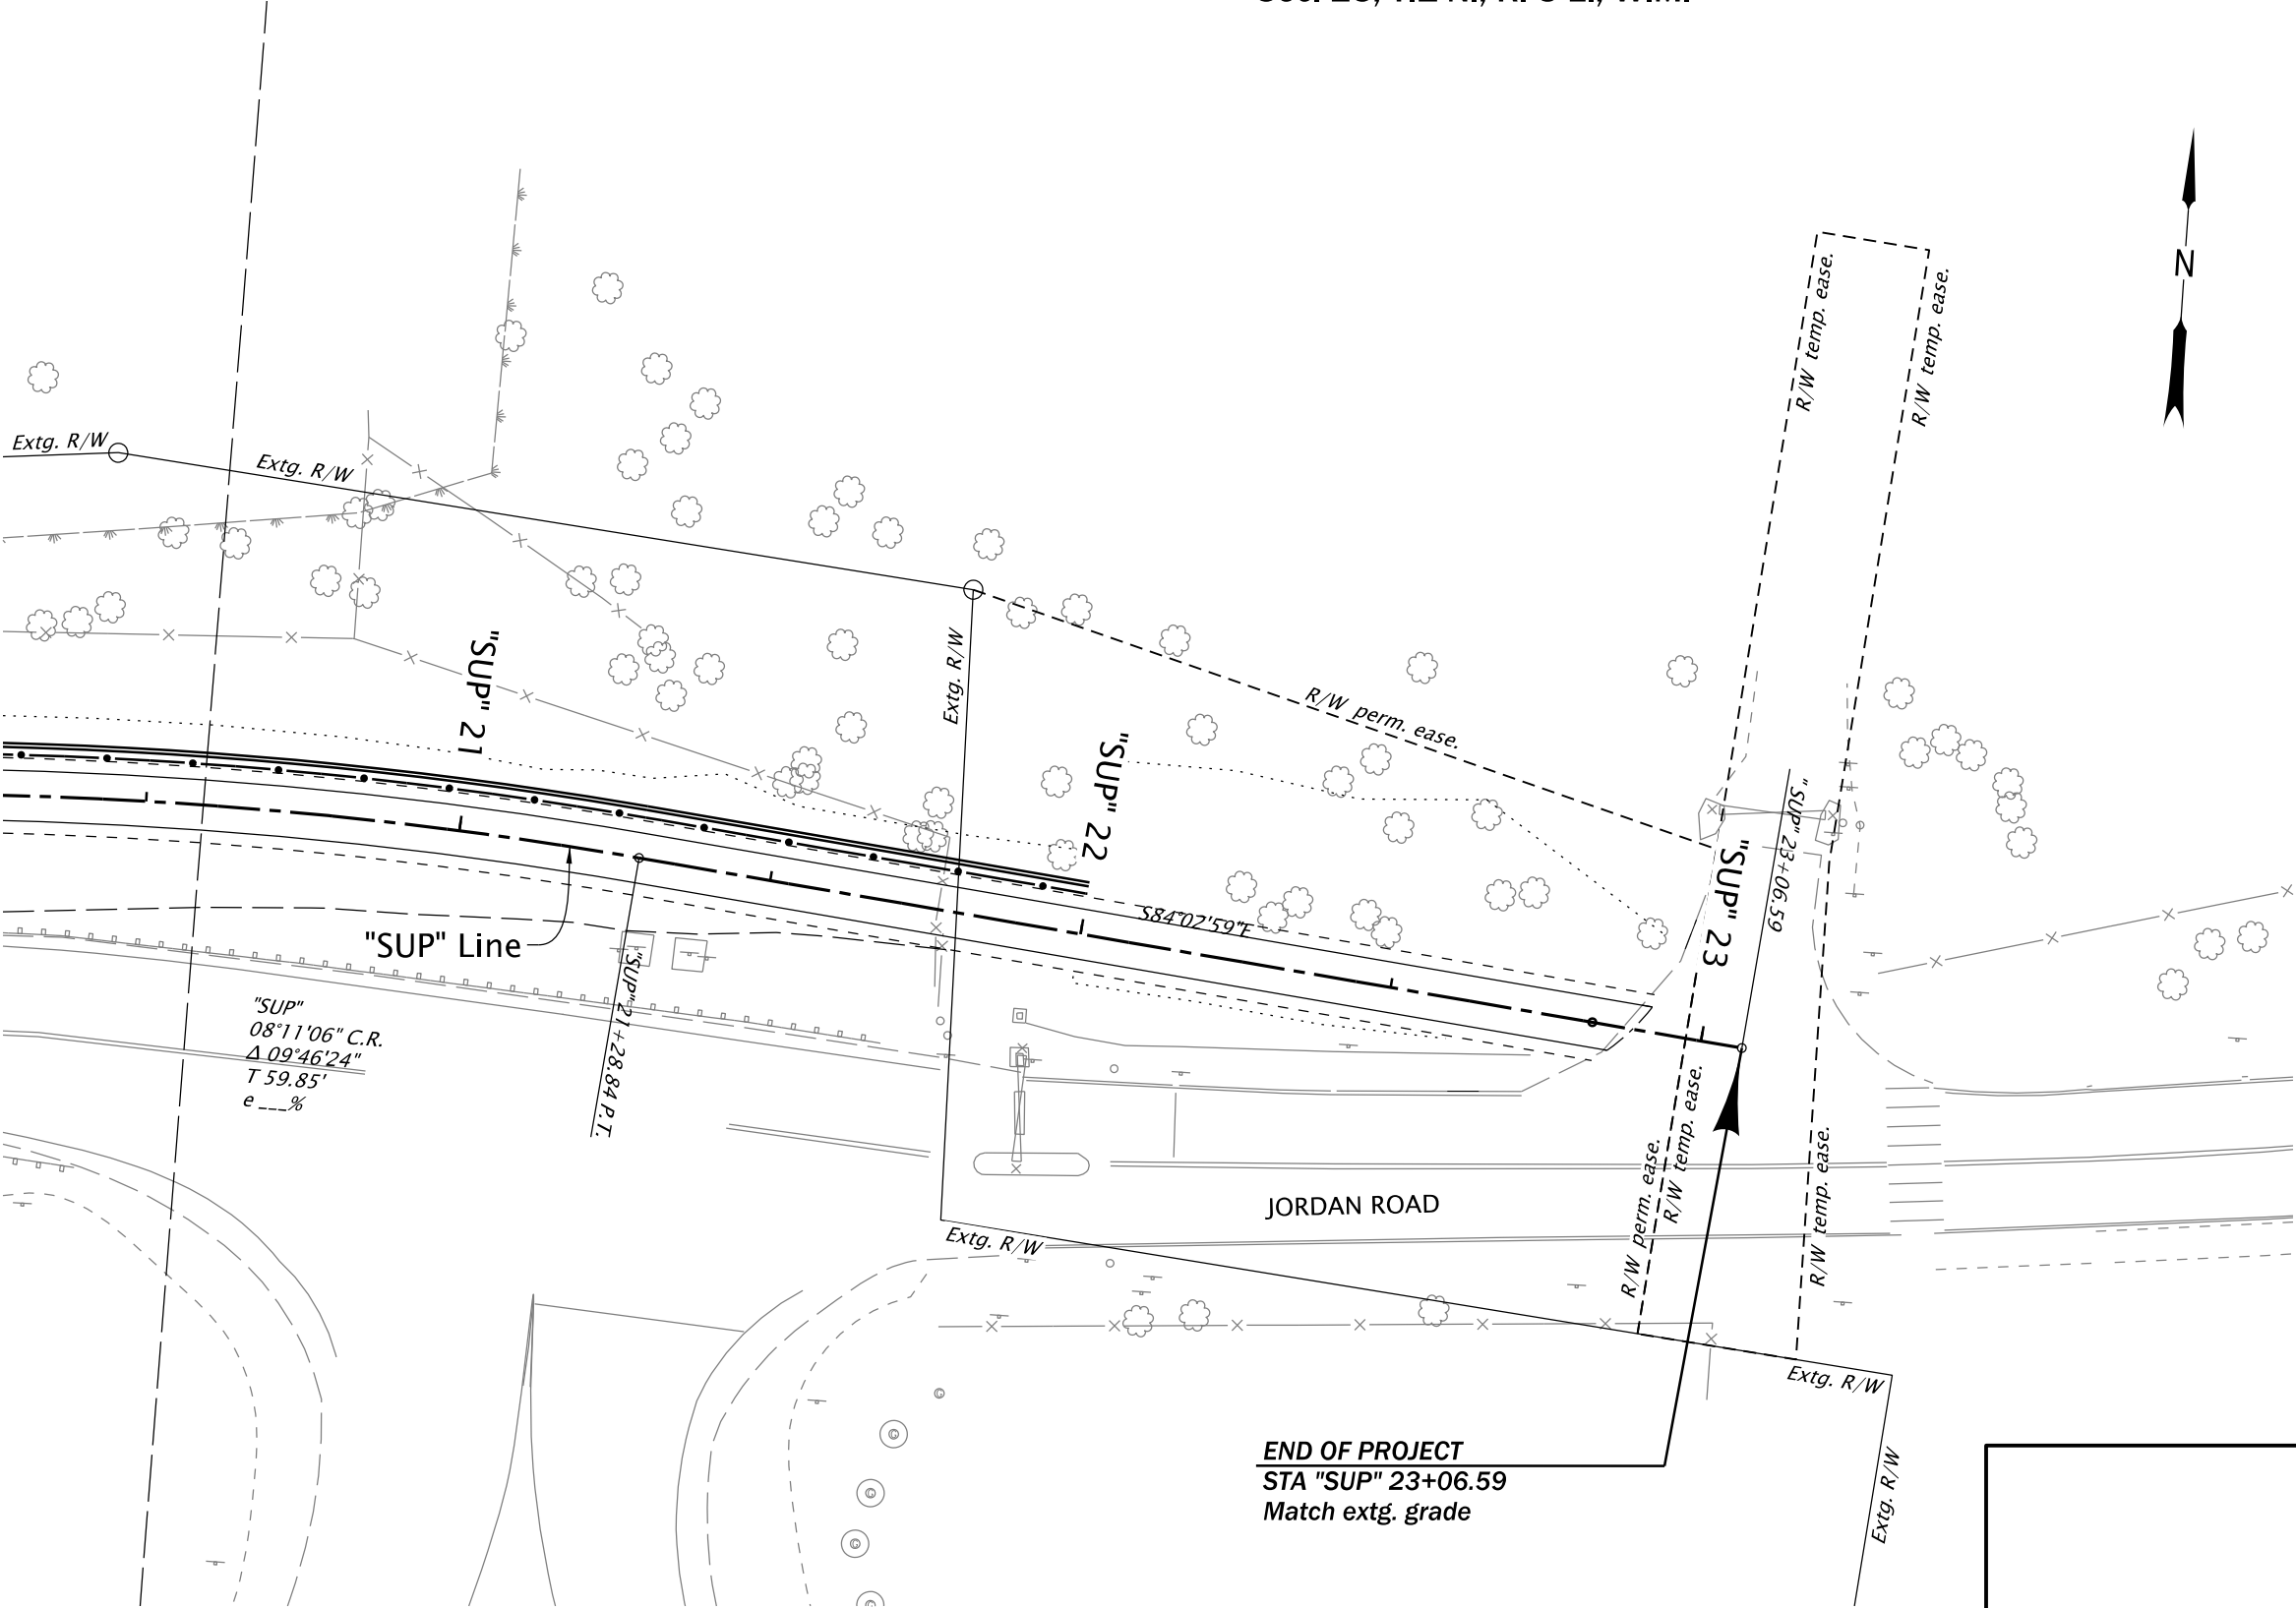 N
R/W temp. ease.
R/W temp. ease.
Extg. R/W
Extg. R/W
"SUP" 21
Extg. R/W
R/W perm. ease.
"SUP" 22
"SUP" 23+06.59
"SUP" 23
S84°02'59"E
"SUP" Line
"SUP" 21+28.84 P.T.
"SUP"
08°11'06" C.R.
Δ 09°46'24"
T 59.85'
e ___%
R/W temp. ease.
R/W perm. ease.
R/W temp. ease.
JORDAN ROAD
Extg. R/W
Extg. R/W
END OF PROJECT
STA "SUP" 23+06.59
Match extg. grade
Extg. R/W
G
G
G
G
G